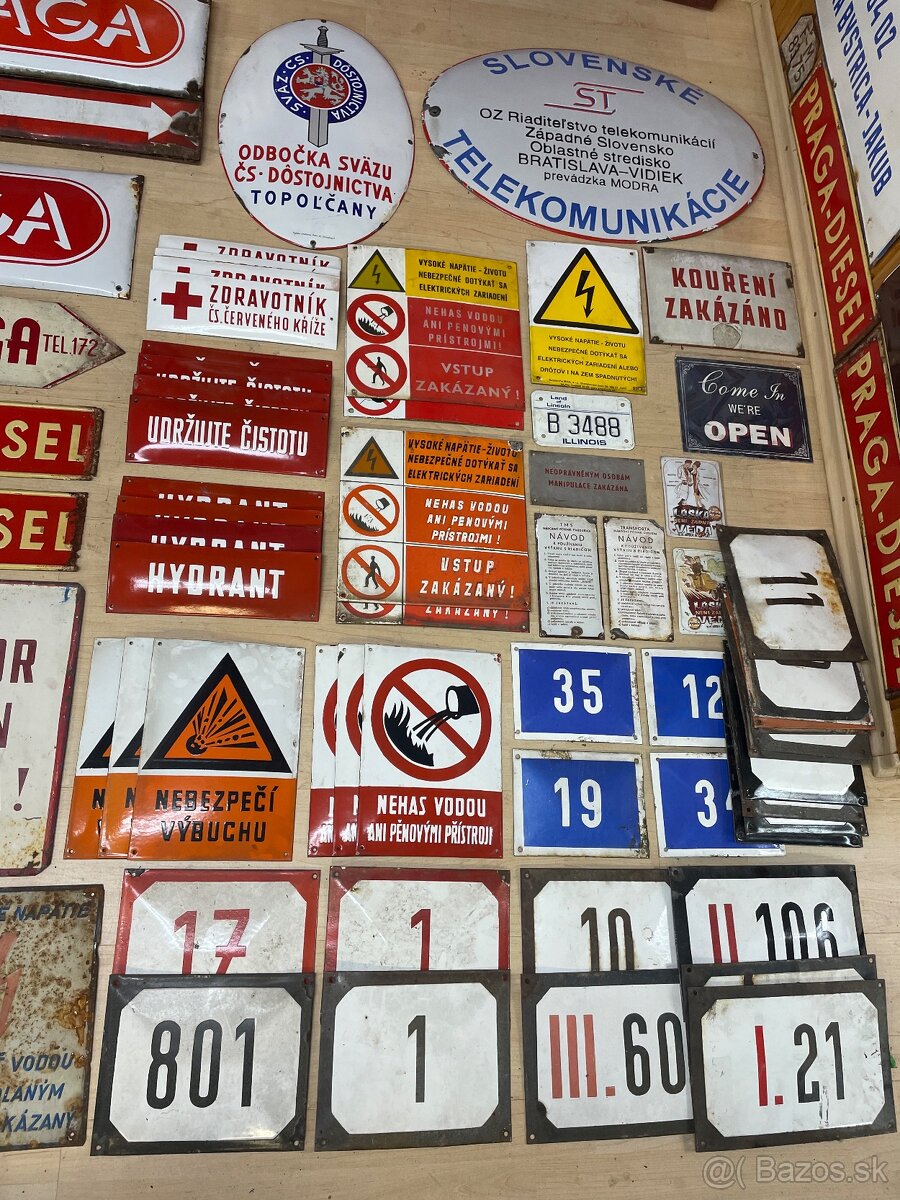 AGA
SVÄZ·ČS·DÔSTOJNICTVA
ODBOČKA SVÄZU
ČS·DÔSTOJNICTVA
TOPOĽČANY
SLOVENSKÉ
ST
OZ Riaditeľstvo telekomunikácií
Západné Slovensko
Oblastné stredisko
BRATISLAVA-VIDIEK
prevádzka MODRA
TELEKOMUNIKÁCIE
BYSTRICA-JAKUB
PRAGA-DIESEL
PRAGA-DIESEL
GA
GA TEL.172
SEL
SEL
ZDRAVOTNÍK
ZDRAVOTNÍK
ZDRAVOTNÍK
ČS. ČERVENÉHO KŘÍŽE
UDRŽUJTE ČISTOTU
UDRŽUJTE ČISTOTU
HYDRANT
HYDRANT
HYDRANT
VYSOKÉ NAPÄTIE - ŽIVOTU
NEBEZPEČNÉ DOTÝKAŤ SA
ELEKTRICKÝCH ZARIADENÍ
NEHAS VODOU
ANI PENOVÝMI
PRÍSTROJMI!
VSTUP
ZAKÁZANÝ!
VYSOKÉ NAPÄTIE - ŽIVOTU
NEBEZPEČNÉ DOTÝKAŤ SA
ELEKTRICKÝCH ZARIADENÍ ALEBO
DRÔTOV I NA ZEM SPADNUTÝCH!
KOUŘENÍ
ZAKÁZÁNO
Come In
WE'RE
OPEN
Land of
Lincoln
B 3488
ILLINOIS
VYSOKÉ NAPÄTIE-ŽIVOTU
NEBEZPEČNÉ DOTÝKAŤ SA
ELEKTRICKÝCH ZARIADENÍ
NEHAS VODOU
ANI PENOVÝMI
PRÍSTROJMI!
VSTUP
ZAKÁZANÝ!
ZAKÁZANÝ!
NEOPRÁVNĚNÝM OSOBÁM
MANIPULACE ZAKÁZÁNA
NÁVOD
NÁVOD
LÁSKA
VĚDA
OR
N
!
NEBEZPEČÍ
VÝBUCHU
NEHAS VODOU
ANI PĚNOVÝMI PŘÍSTROJI
35
12
19
34
11
17
1
10
II 106
801
1
III. 60
I. 21
NAPÄTIE
VODOU
KÁZANÝ
@( Bazos.sk